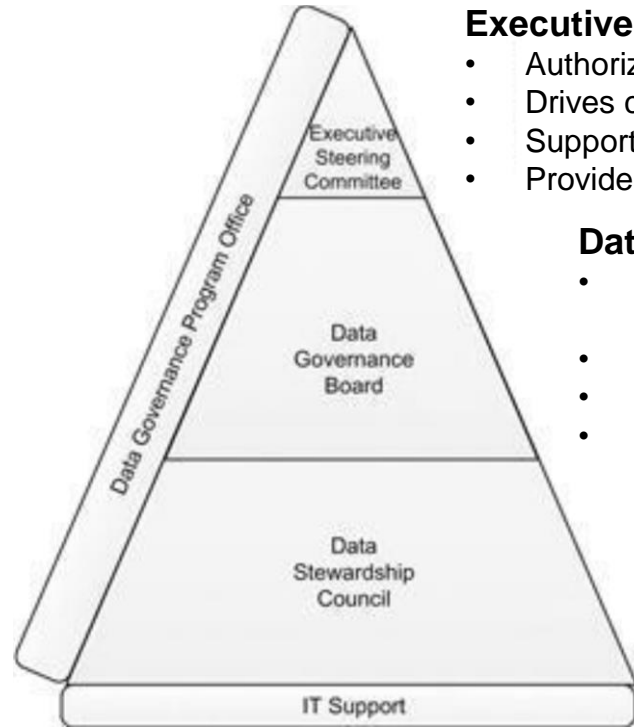 Executive
• Authoriz
• Drives o
• Support
• Provide
Dat
•
•
•
•
Executive
Steering
Committee
Data Governance Program Office
Data
Governance
Board
Data
Stewardship
Council
IT Support